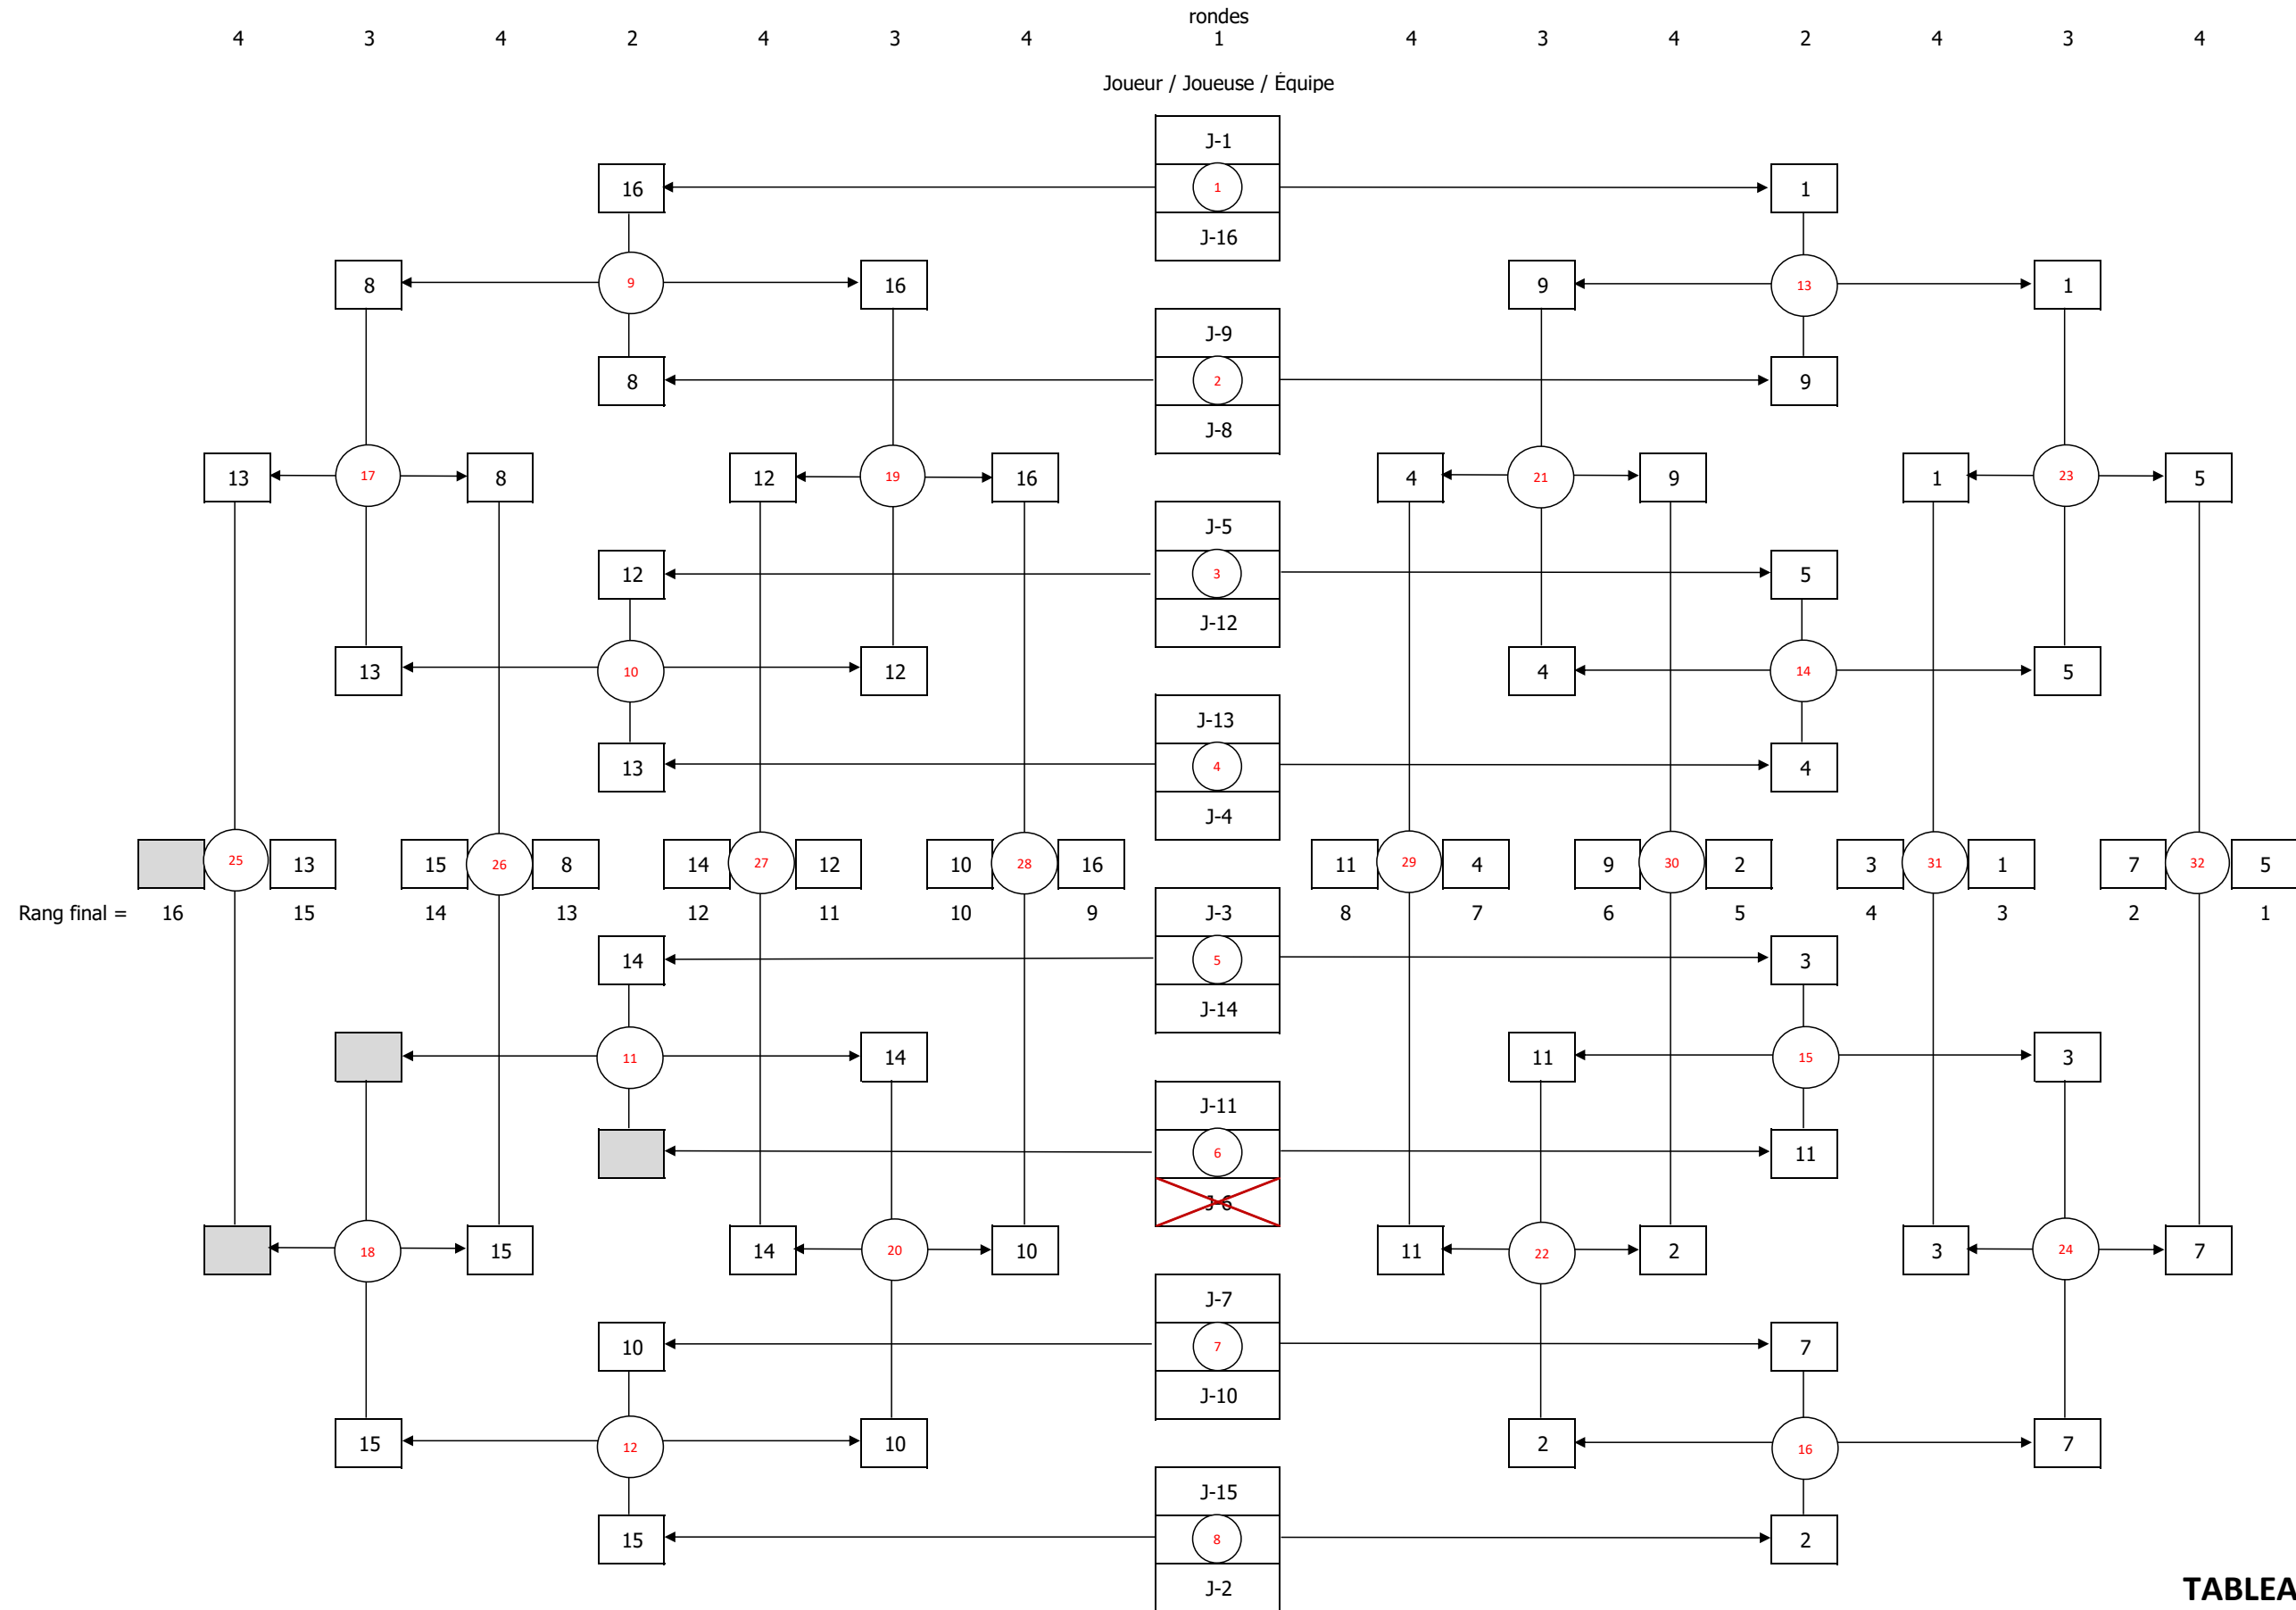 rondes
4 3 4 2 4 3 4 1 4 3 4 2 4 3 4
Joueur / Joueuse / Équipe
J-1
16 1 1
J-16
8 9 16 9 13 1
J-9
8 2 9
J-8
13 17 8 12 19 16 4 21 9 1 23 5
J-5
12 3 5
J-12
13 10 12 4 14 5
J-13
13 4 4
J-4
25 13 15 26 8 14 27 12 10 28 16 11 29 4 9 30 2 3 31 1 7 32 5
Rang final = 16 15 14 13 12 11 10 9 J-3 8 7 6 5 4 3 2 1
14 5 3
J-14
11 14 11 15 3
J-11
6 11
J-6
18 15 14 20 10 11 22 2 3 24 7
J-7
10 7 7
J-10
15 12 10 2 16 7
J-15
15 8 2
J-2
TABLEA